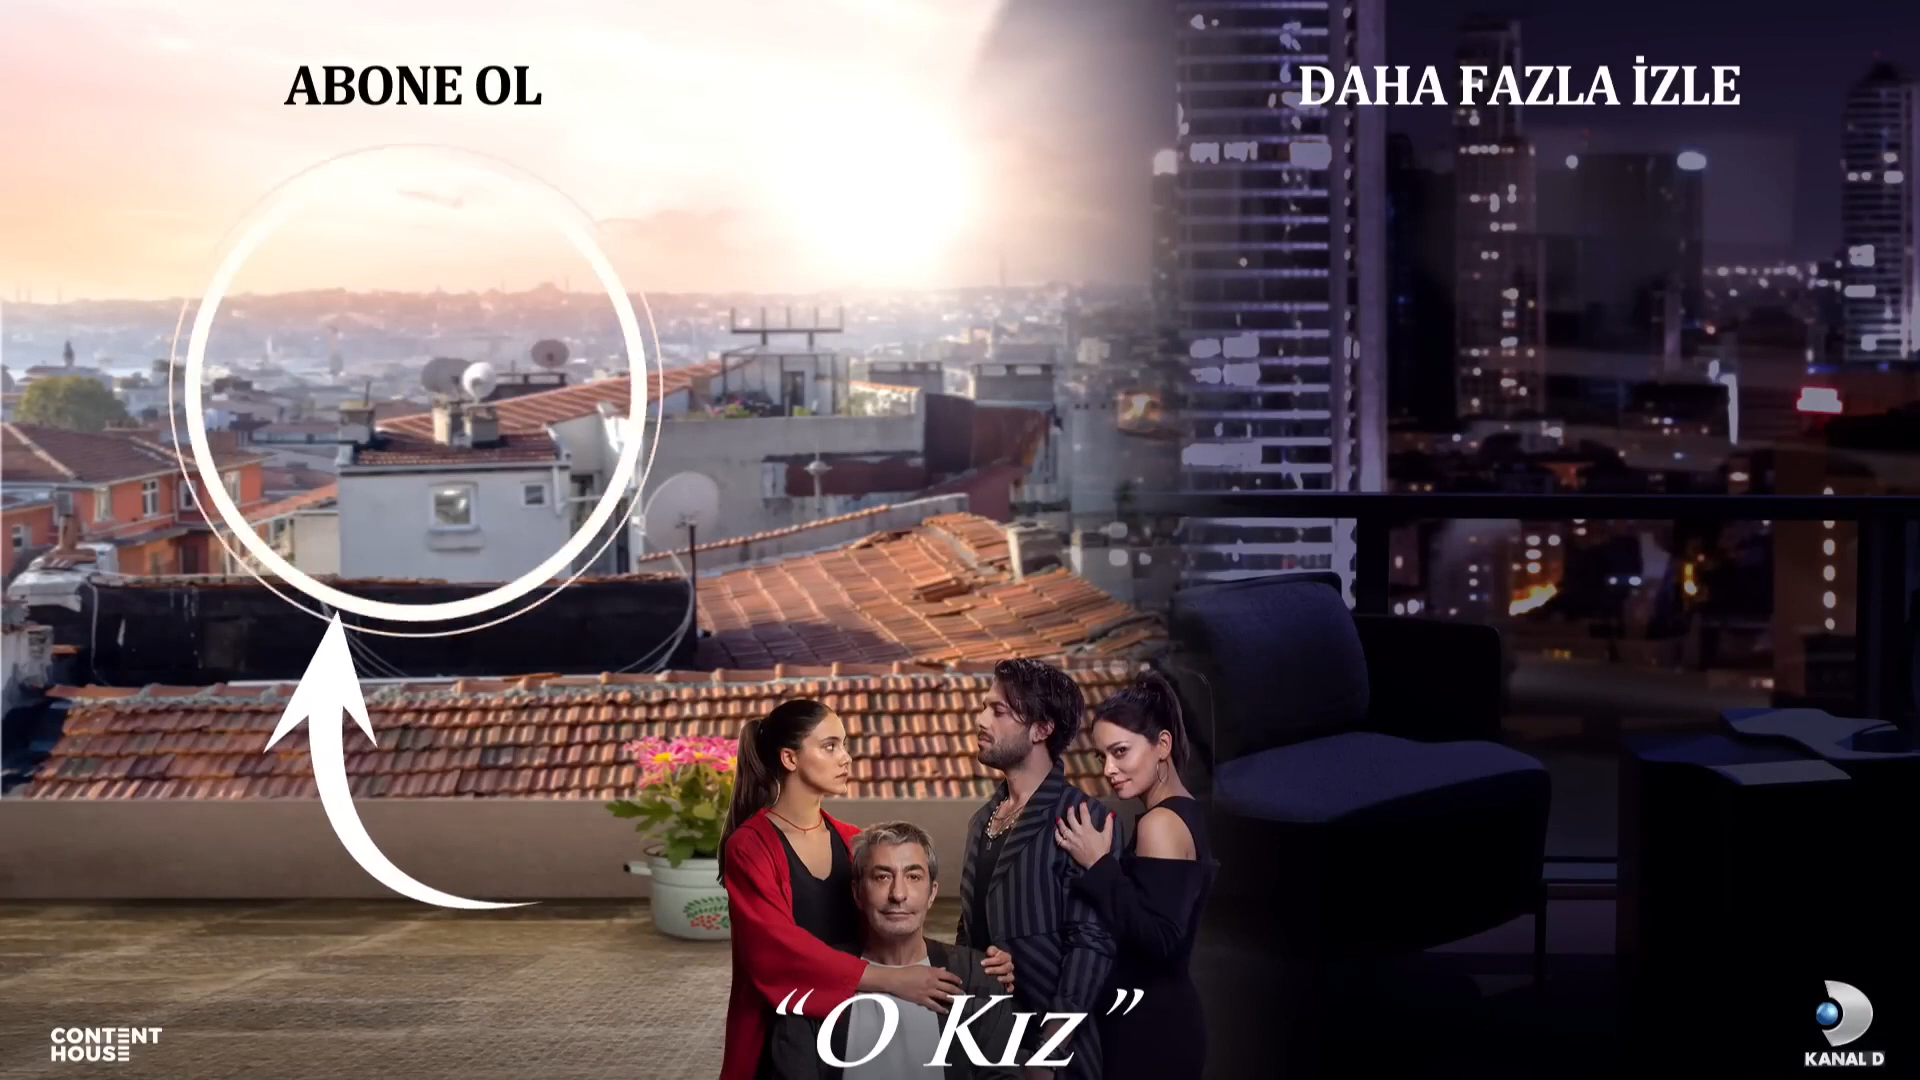 ABONE OL
DAHA FAZLA İZLE
“O Kız”
CONTENT
HOUSE
KANAL D